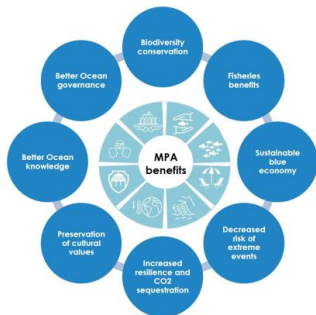 Biodiversity
conservation
Fisheries
benefits
Sustainable
blue
economy
Decreased
risk of
extreme
events
Increased
resilience and
CO2
sequestration
Preservation
of cultural
values
Better Ocean
knowledge
Better Ocean
governance
MPA
benefits